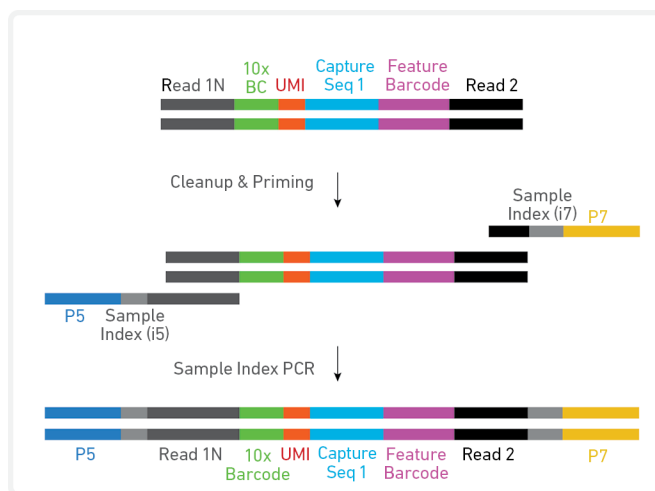 Read 1N
10x
BC
UMI
Capture
Seq 1
Feature
Barcode
Read 2
Cleanup & Priming
Sample
Index (i7)
P7
P5
Sample
Index (i5)
Sample Index PCR
P5
Read 1N
10x
Barcode
UMI
Capture
Seq 1
Feature
Barcode
Read 2
P7